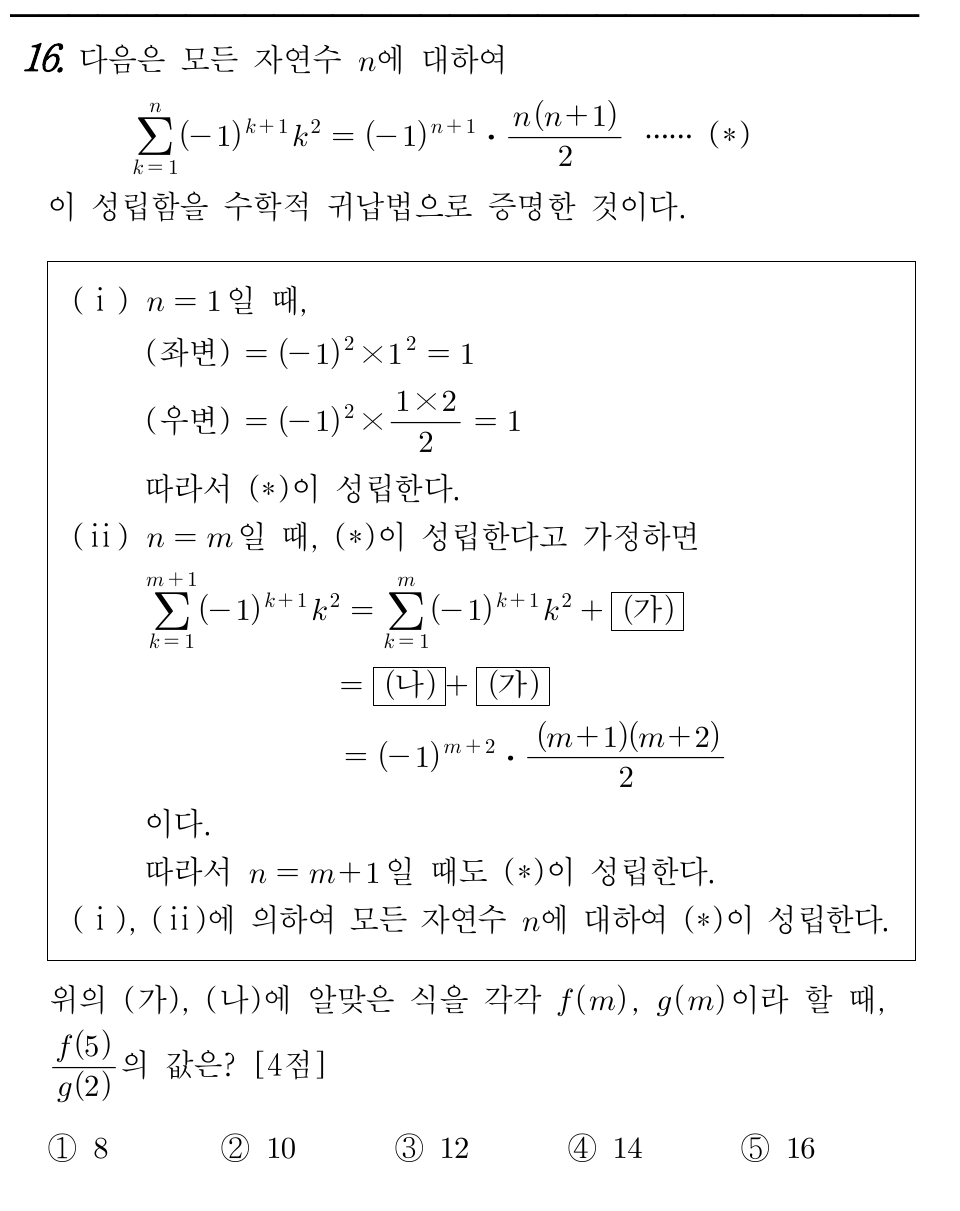 16. 다음은 모든 자연수 n에 대하여
$\sum_{k=1}^{n}(-1)^{k+1}k^2=(-1)^{n+1}\cdot\frac{n(n+1)}{2}$ …… (*)
이 성립함을 수학적 귀납법으로 증명한 것이다.
(ⅰ) n=1일 때,
(좌변) $=(-1)^2\times1^2=1$
(우변) $=(-1)^2\times\frac{1\times2}{2}=1$
따라서 (*)이 성립한다.
(ⅱ) n=m일 때, (*)이 성립한다고 가정하면
$\sum_{k=1}^{m+1}(-1)^{k+1}k^2=\sum_{k=1}^{m}(-1)^{k+1}k^2+$ (가)
= (나) + (가)
$=(-1)^{m+2}\cdot\frac{(m+1)(m+2)}{2}$
이다.
따라서 n=m+1일 때도 (*)이 성립한다.
(ⅰ), (ⅱ)에 의하여 모든 자연수 n에 대하여 (*)이 성립한다.
위의 (가), (나)에 알맞은 식을 각각 f(m), g(m)이라 할 때,
$\frac{f(5)}{g(2)}$의 값은? [4점]
① 8 ② 10 ③ 12 ④ 14 ⑤ 16